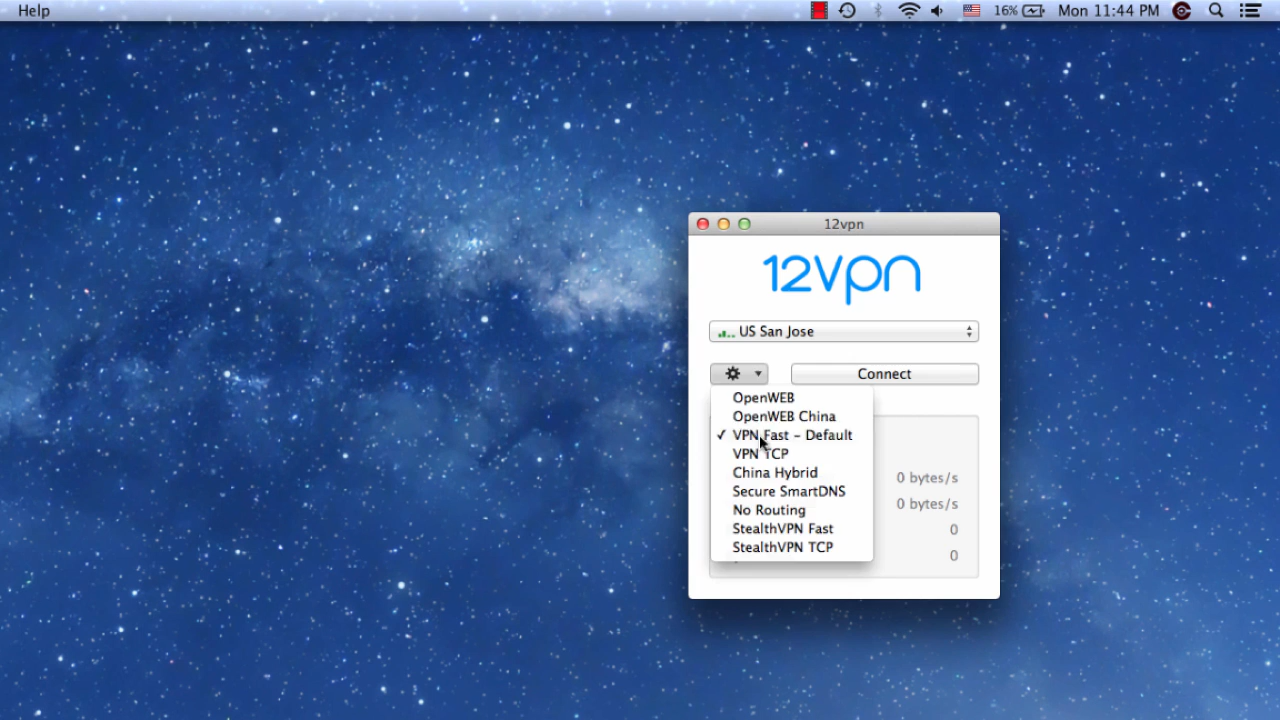 Help
16%
Mon 11:44 PM
12vpn
12vpn
US San Jose
Connect
OpenWEB
OpenWEB China
✓ VPN Fast – Default
VPN TCP
China Hybrid
Secure SmartDNS
No Routing
StealthVPN Fast
StealthVPN TCP
0 bytes/s
0 bytes/s
0
0